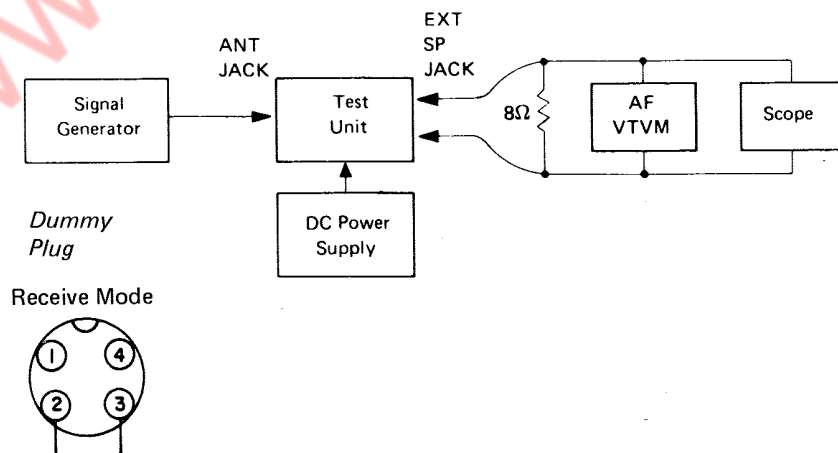 ANT
JACK
EXT
SP
JACK
Signal
Generator
Test
Unit
8Ω
AF
VTVM
Scope
DC Power
Supply
Dummy
Plug
Receive Mode
1
4
2
3